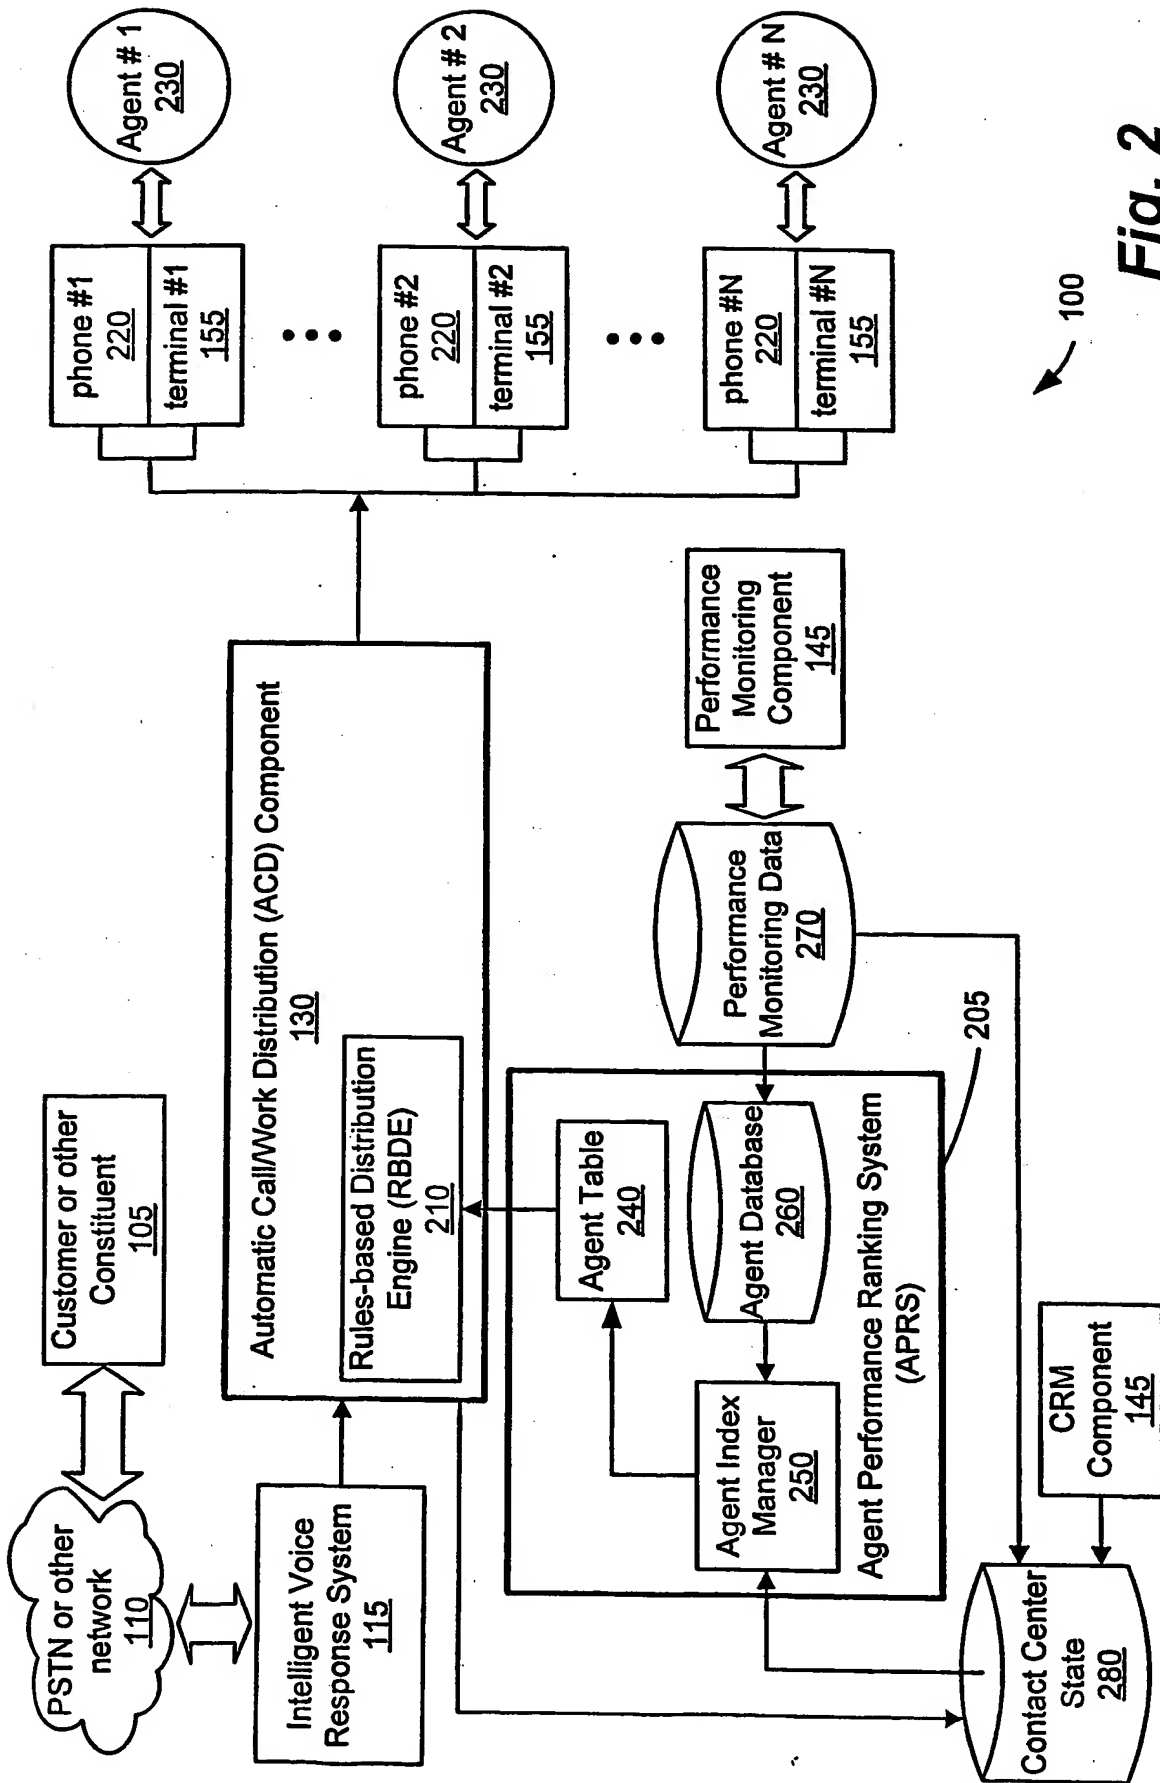 PSTN or other
network
110
Customer or other
Constituent
105
Intelligent Voice
Response System
115
Automatic Call/Work Distribution (ACD) Component
130
Rules-based Distribution
Engine (RBDE)
210
Agent Table
240
Agent Index
Manager
250
Agent Database
260
Agent Performance Ranking System
(APRS)
205
Performance
Monitoring Data
270
Performance
Monitoring
Component
145
Contact Center
State
280
CRM
Component
145
phone #1
220
terminal #1
155
Agent # 1
230
phone #2
220
terminal #2
155
Agent # 2
230
phone #N
220
terminal #N
155
Agent # N
230
100
Fig. 2